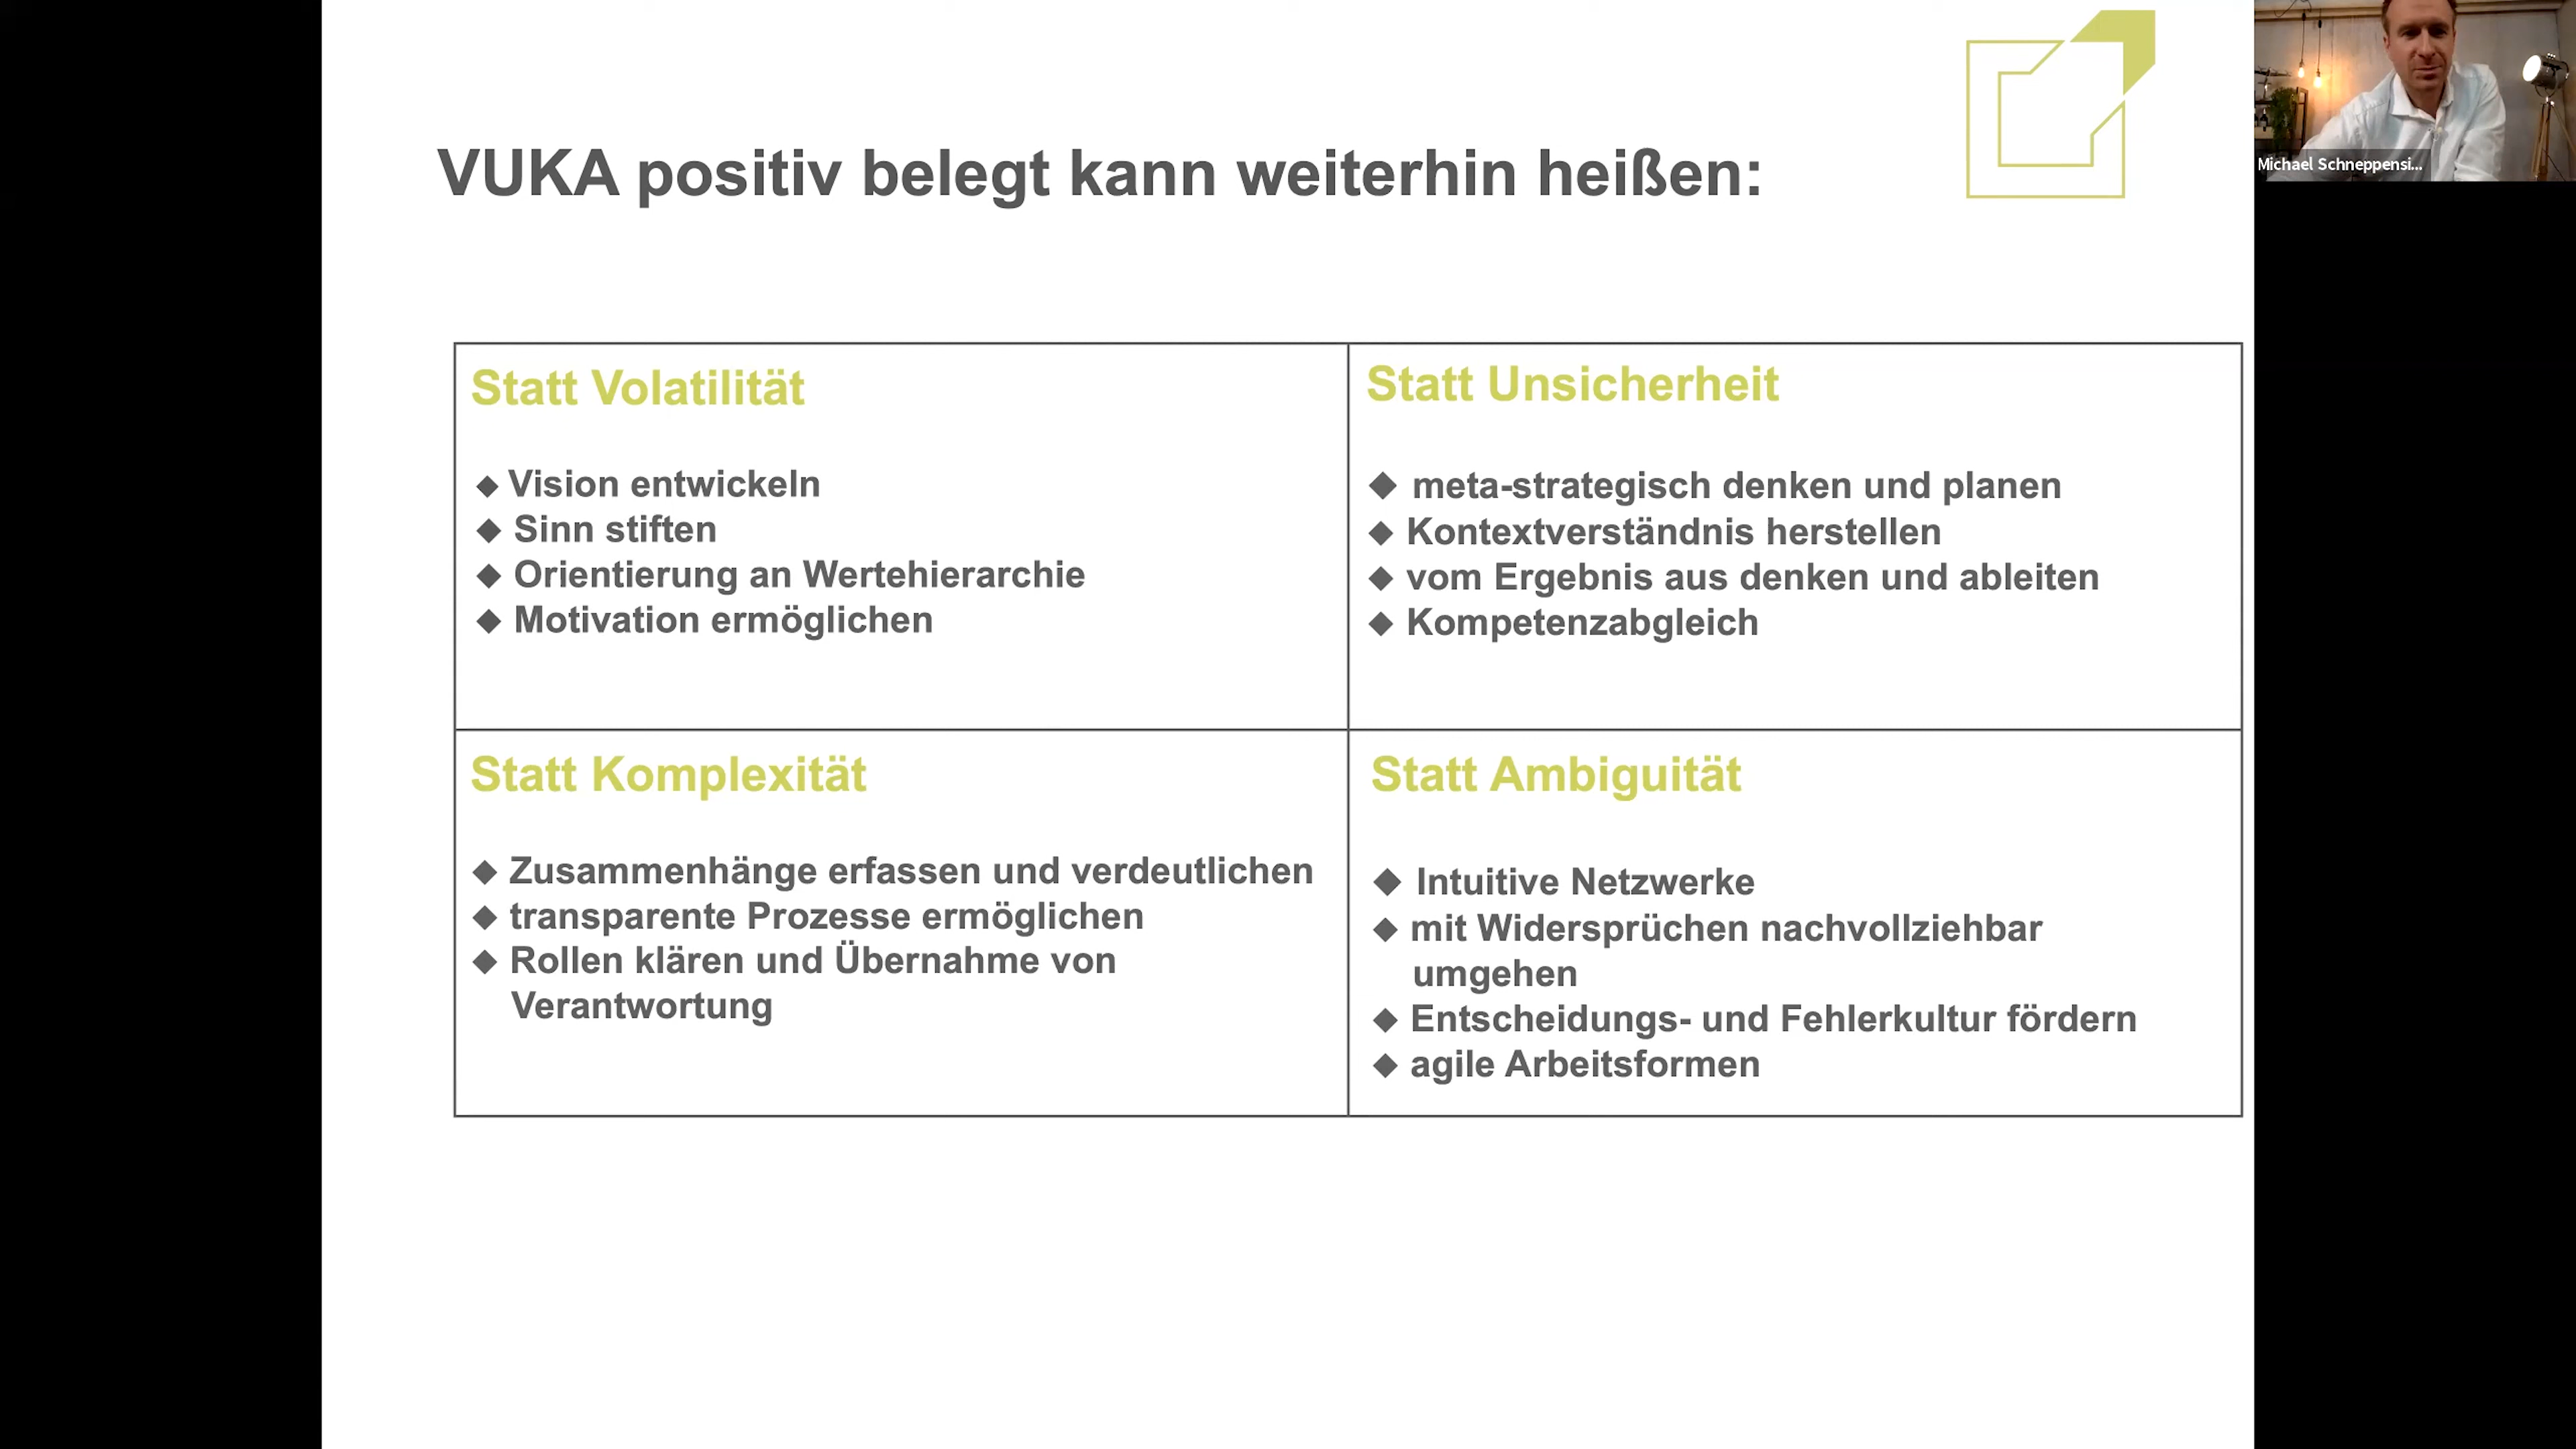 VUKA positiv belegt kann weiterhin heißen:
Michael Schneppensi...
Statt Volatilität
◆ Vision entwickeln
◆ Sinn stiften
◆ Orientierung an Wertehierarchie
◆ Motivation ermöglichen
Statt Unsicherheit
◆ meta-strategisch denken und planen
◆ Kontextverständnis herstellen
◆ vom Ergebnis aus denken und ableiten
◆ Kompetenzabgleich
Statt Komplexität
◆ Zusammenhänge erfassen und verdeutlichen
◆ transparente Prozesse ermöglichen
◆ Rollen klären und Übernahme von
Verantwortung
Statt Ambiguität
◆ Intuitive Netzwerke
◆ mit Widersprüchen nachvollziehbar
umgehen
◆ Entscheidungs- und Fehlerkultur fördern
◆ agile Arbeitsformen